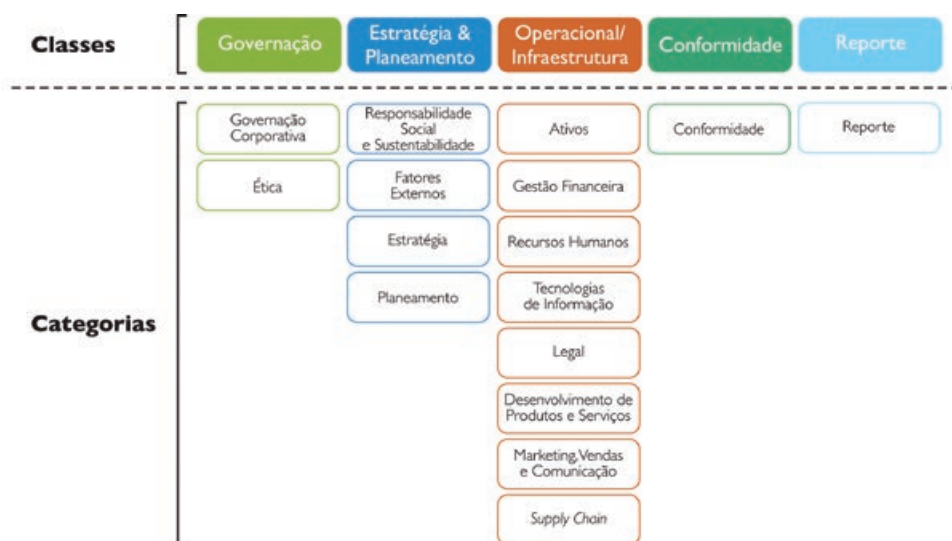 Classes
Governação
Estratégia &
Planeamento
Operacional/
Infraestrutura
Conformidade
Reporte
Categorias
Governação
Corporativa
Ética
Responsabilidade
Social
e Sustentabilidade
Fatores
Externos
Estratégia
Planeamento
Ativos
Gestão Financeira
Recursos Humanos
Tecnologias
de Informação
Legal
Desenvolvimento de
Produtos e Serviços
Marketing, Vendas
e Comunicação
Supply Chain
Conformidade
Reporte